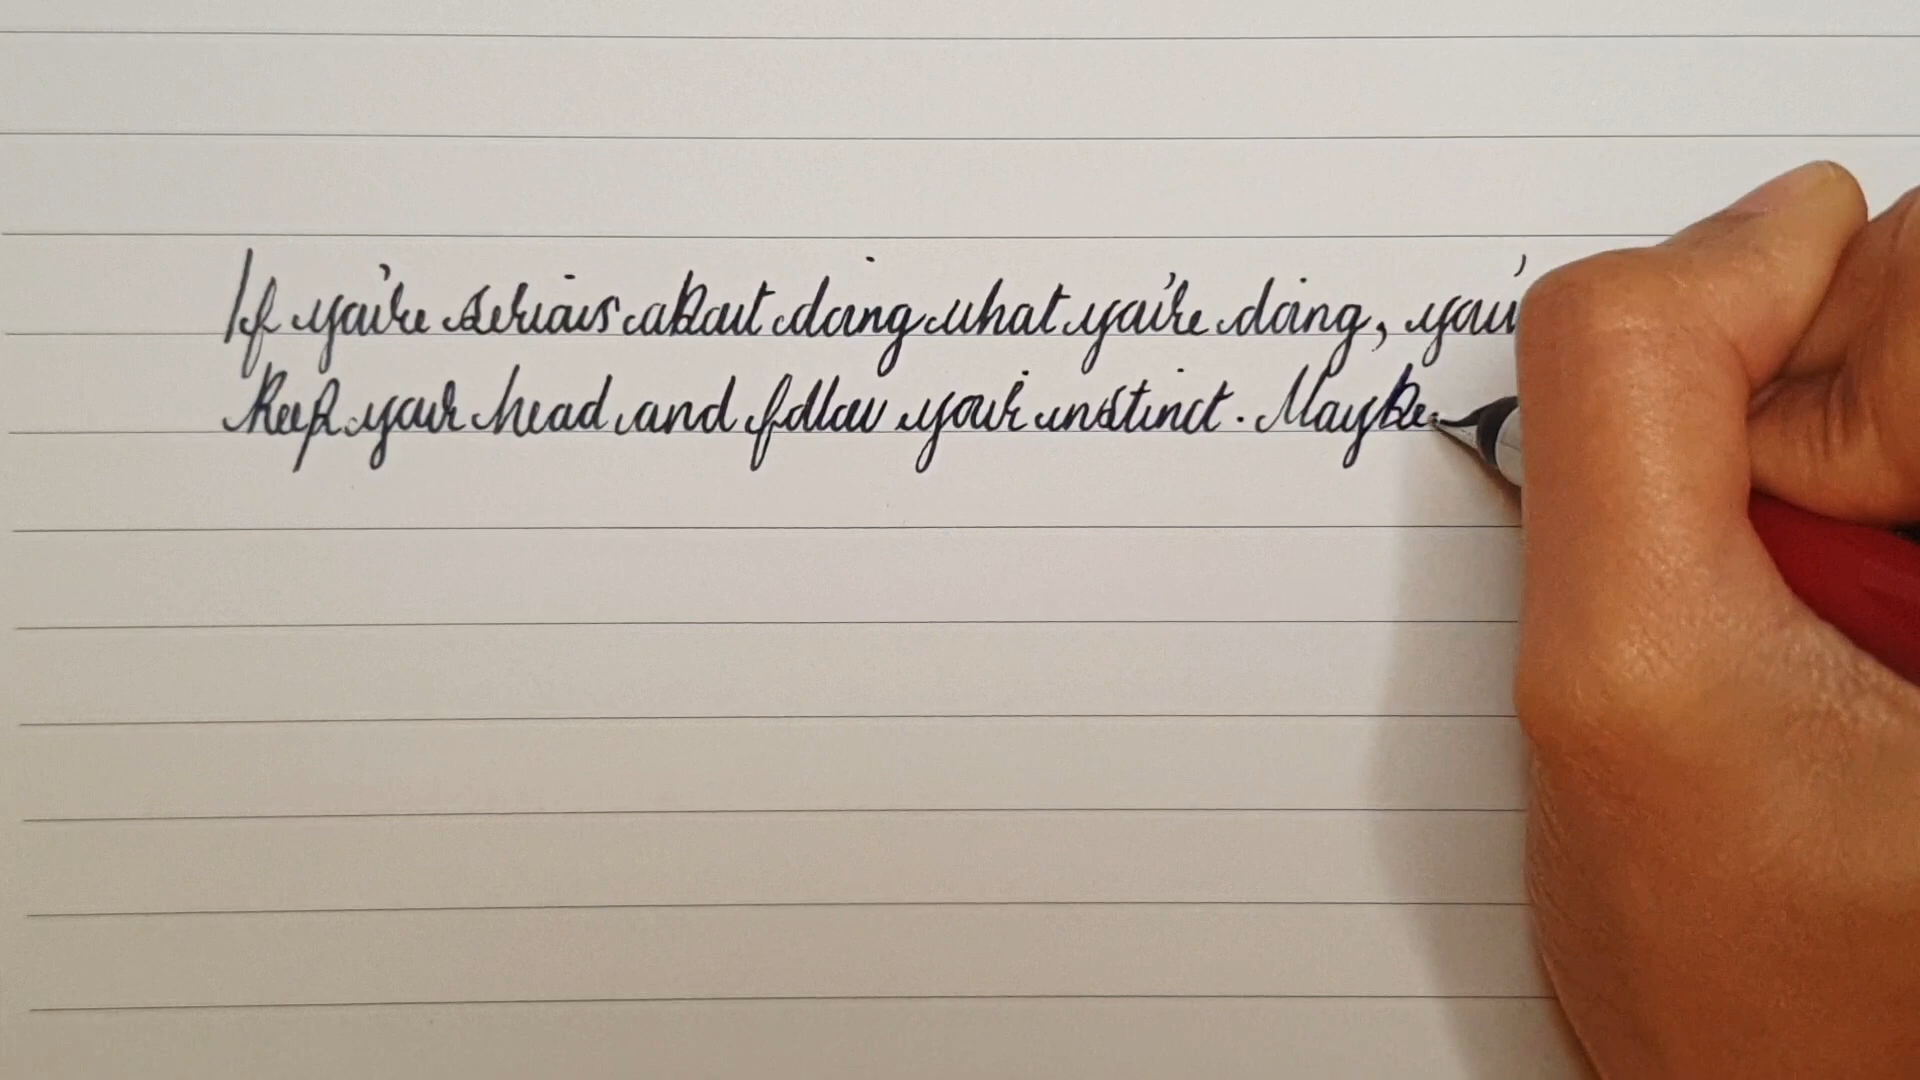 If you're serious about doing what you're doing, you'
Keep your head and follow your instinct. Maybe